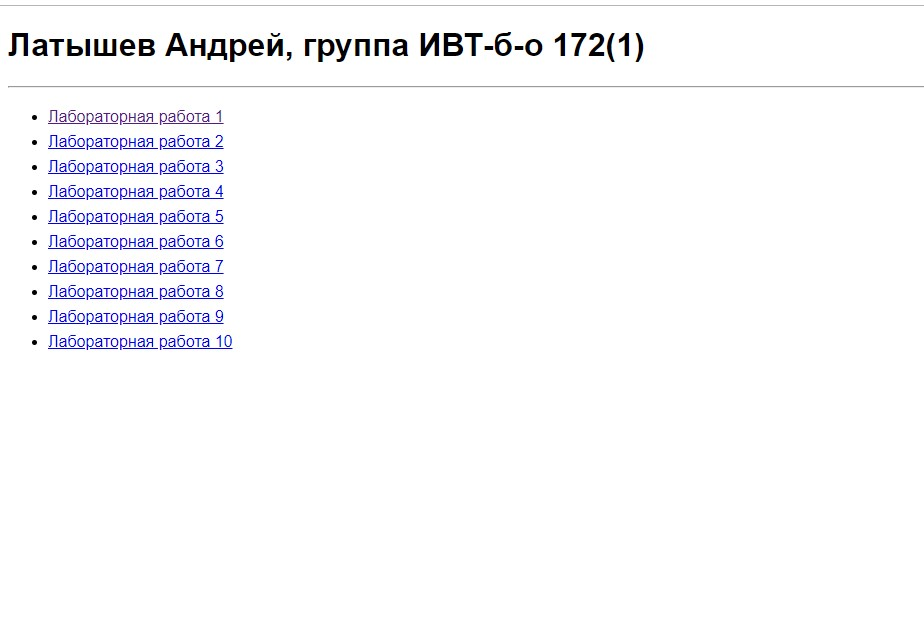 Латышев Андрей, группа ИВТ-б-о 172(1)
Лабораторная работа 1
Лабораторная работа 2
Лабораторная работа 3
Лабораторная работа 4
Лабораторная работа 5
Лабораторная работа 6
Лабораторная работа 7
Лабораторная работа 8
Лабораторная работа 9
Лабораторная работа 10